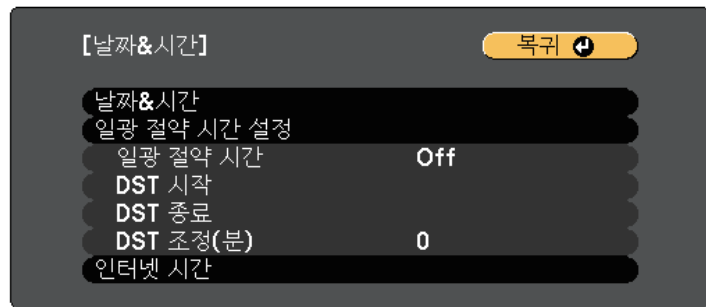 [날짜&시간]
복귀
날짜&시간
일광 절약 시간 설정
일광 절약 시간 Off
DST 시작
DST 종료
DST 조정(분) 0
인터넷 시간